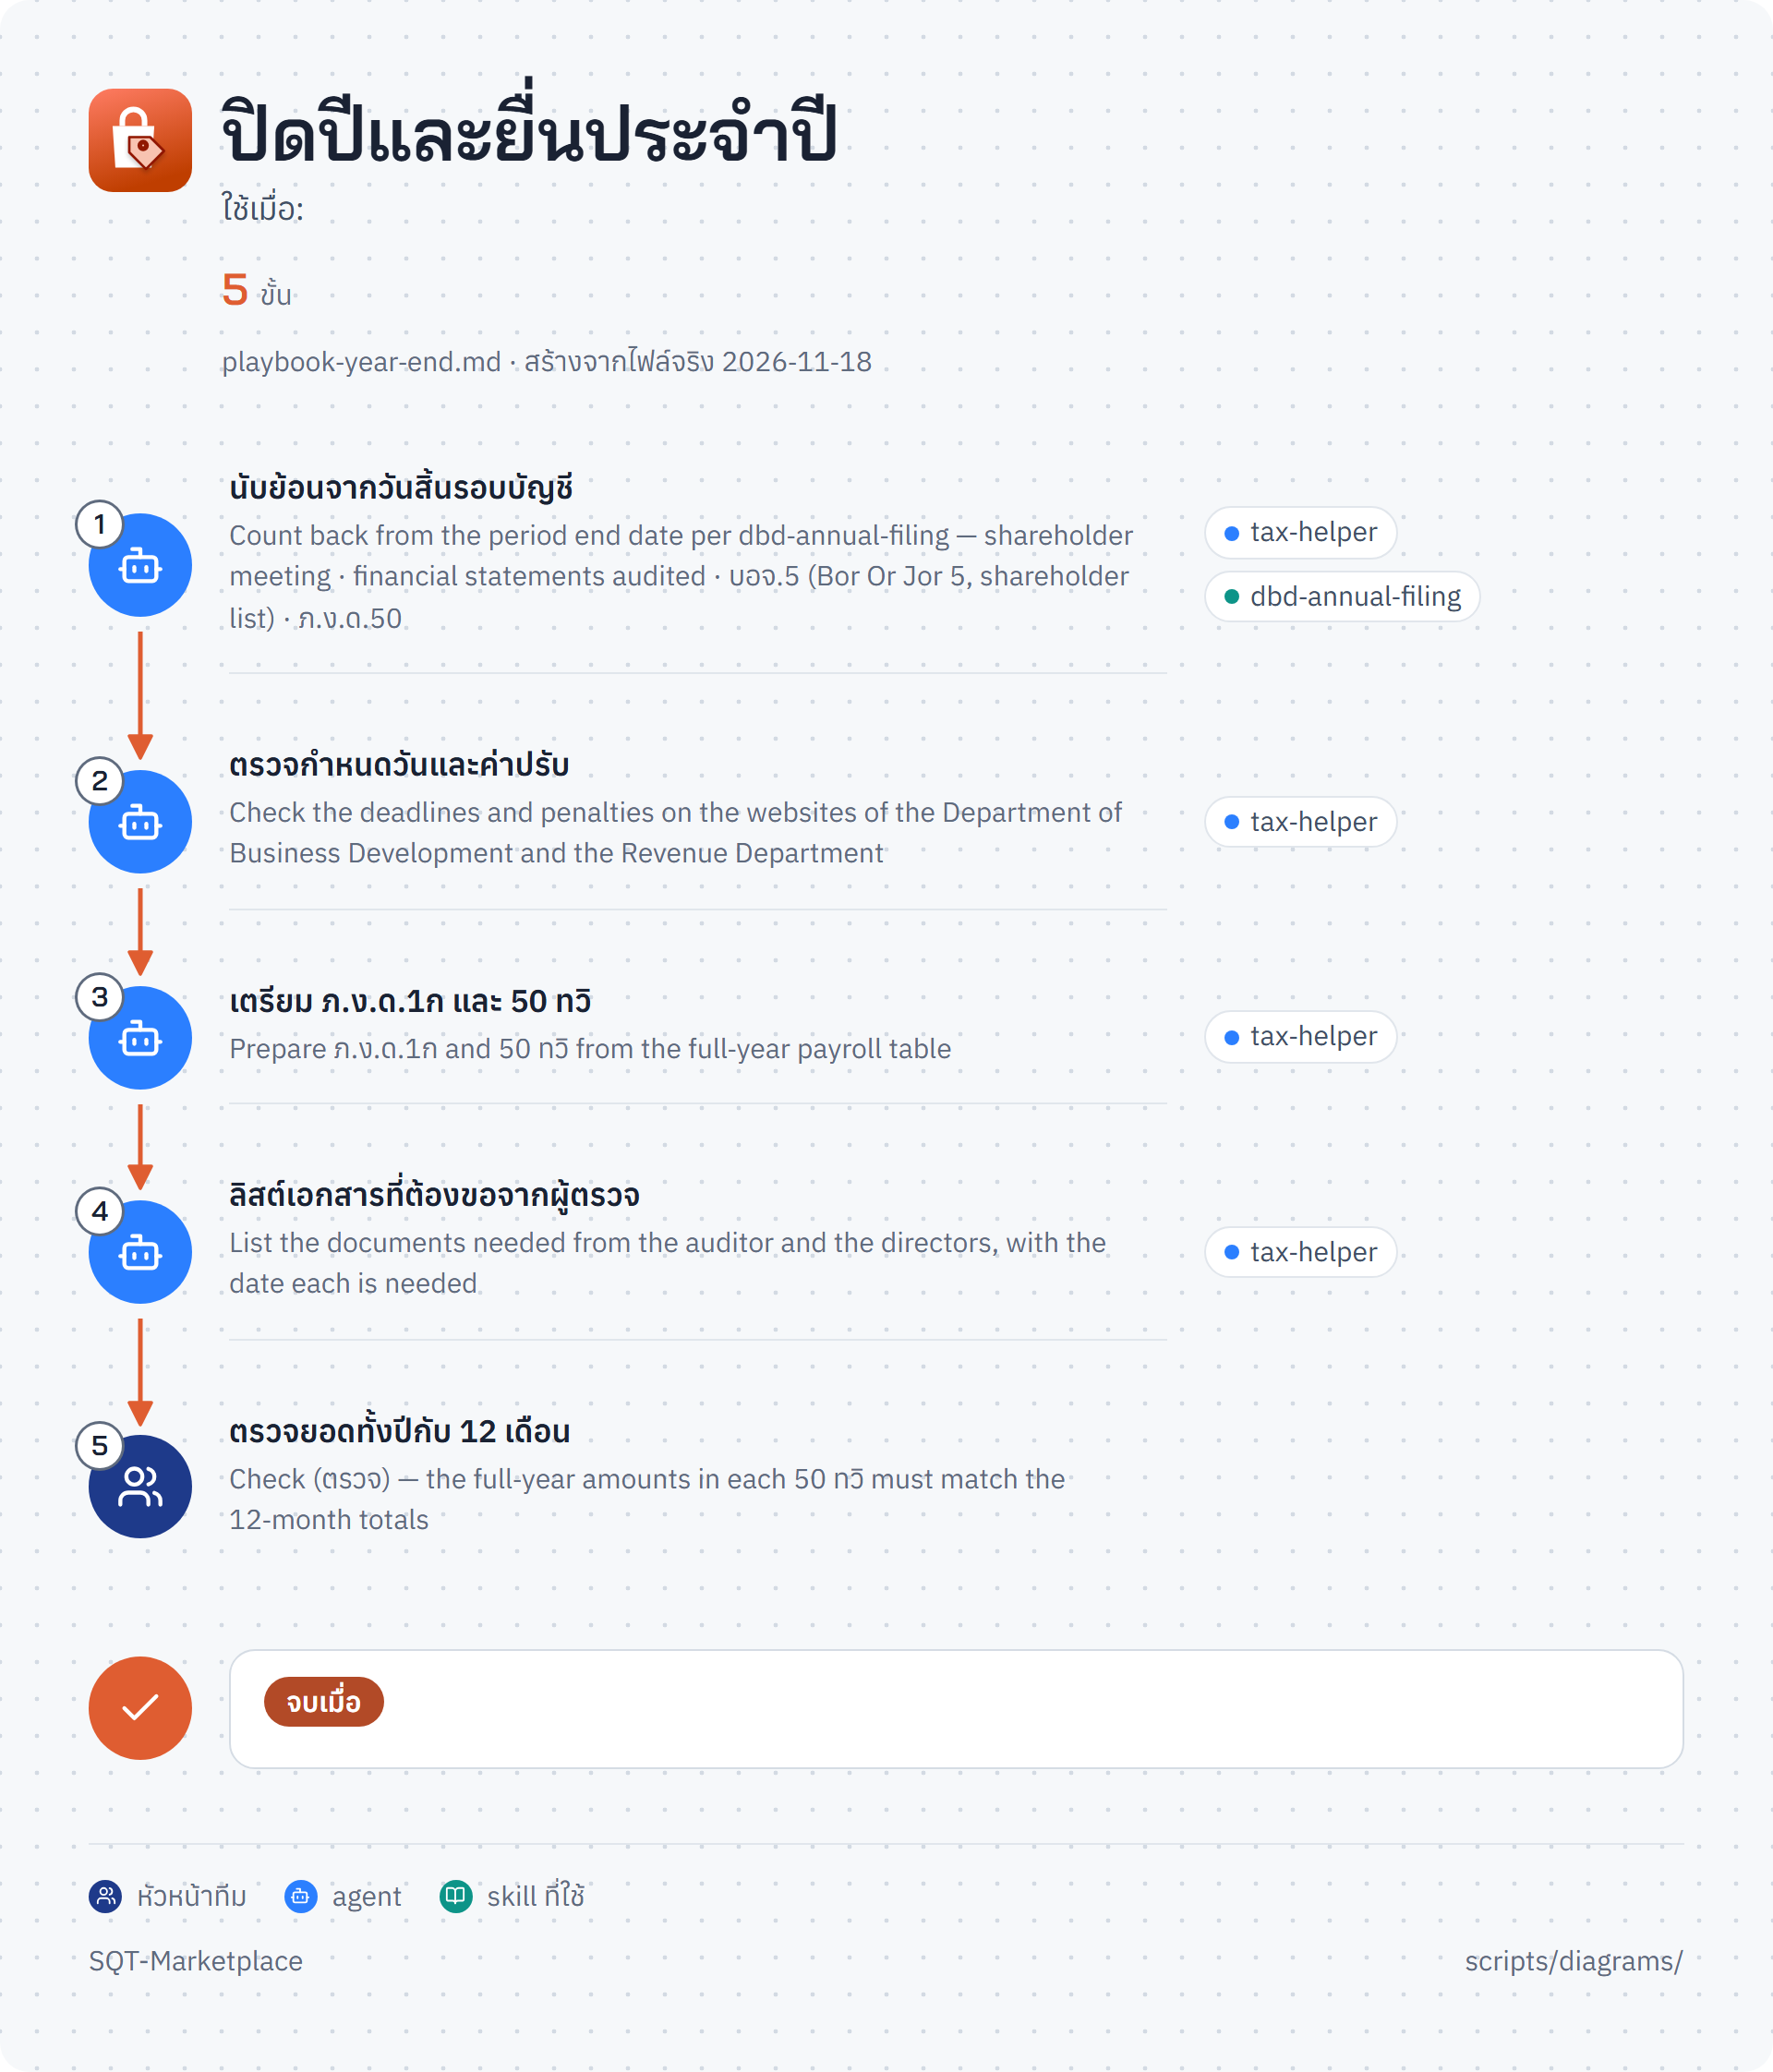 ปิดปีและยื่นประจำปี
ใช้เมื่อ:
5 ขั้น
playbook-year-end.md · สร้างจากไฟล์จริง 2026-11-18
1
นับย้อนจากวันสิ้นรอบบัญชี
Count back from the period end date per dbd-annual-filing — shareholder
meeting · financial statements audited · บอจ.5 (Bor Or Jor 5, shareholder
list) · ภ.ง.ด.50
tax-helper
dbd-annual-filing
2
ตรวจกำหนดวันและค่าปรับ
Check the deadlines and penalties on the websites of the Department of
Business Development and the Revenue Department
tax-helper
3
เตรียม ภ.ง.ด.1ก และ 50 ทวิ
Prepare ภ.ง.ด.1ก and 50 ทวิ from the full-year payroll table
tax-helper
4
ลิสต์เอกสารที่ต้องขอจากผู้ตรวจ
List the documents needed from the auditor and the directors, with the
date each is needed
tax-helper
5
ตรวจยอดทั้งปีกับ 12 เดือน
Check (ตรวจ) — the full-year amounts in each 50 ทวิ must match the
12-month totals
จบเมื่อ
หัวหน้าทีม agent skill ที่ใช้
SQT-Marketplace scripts/diagrams/